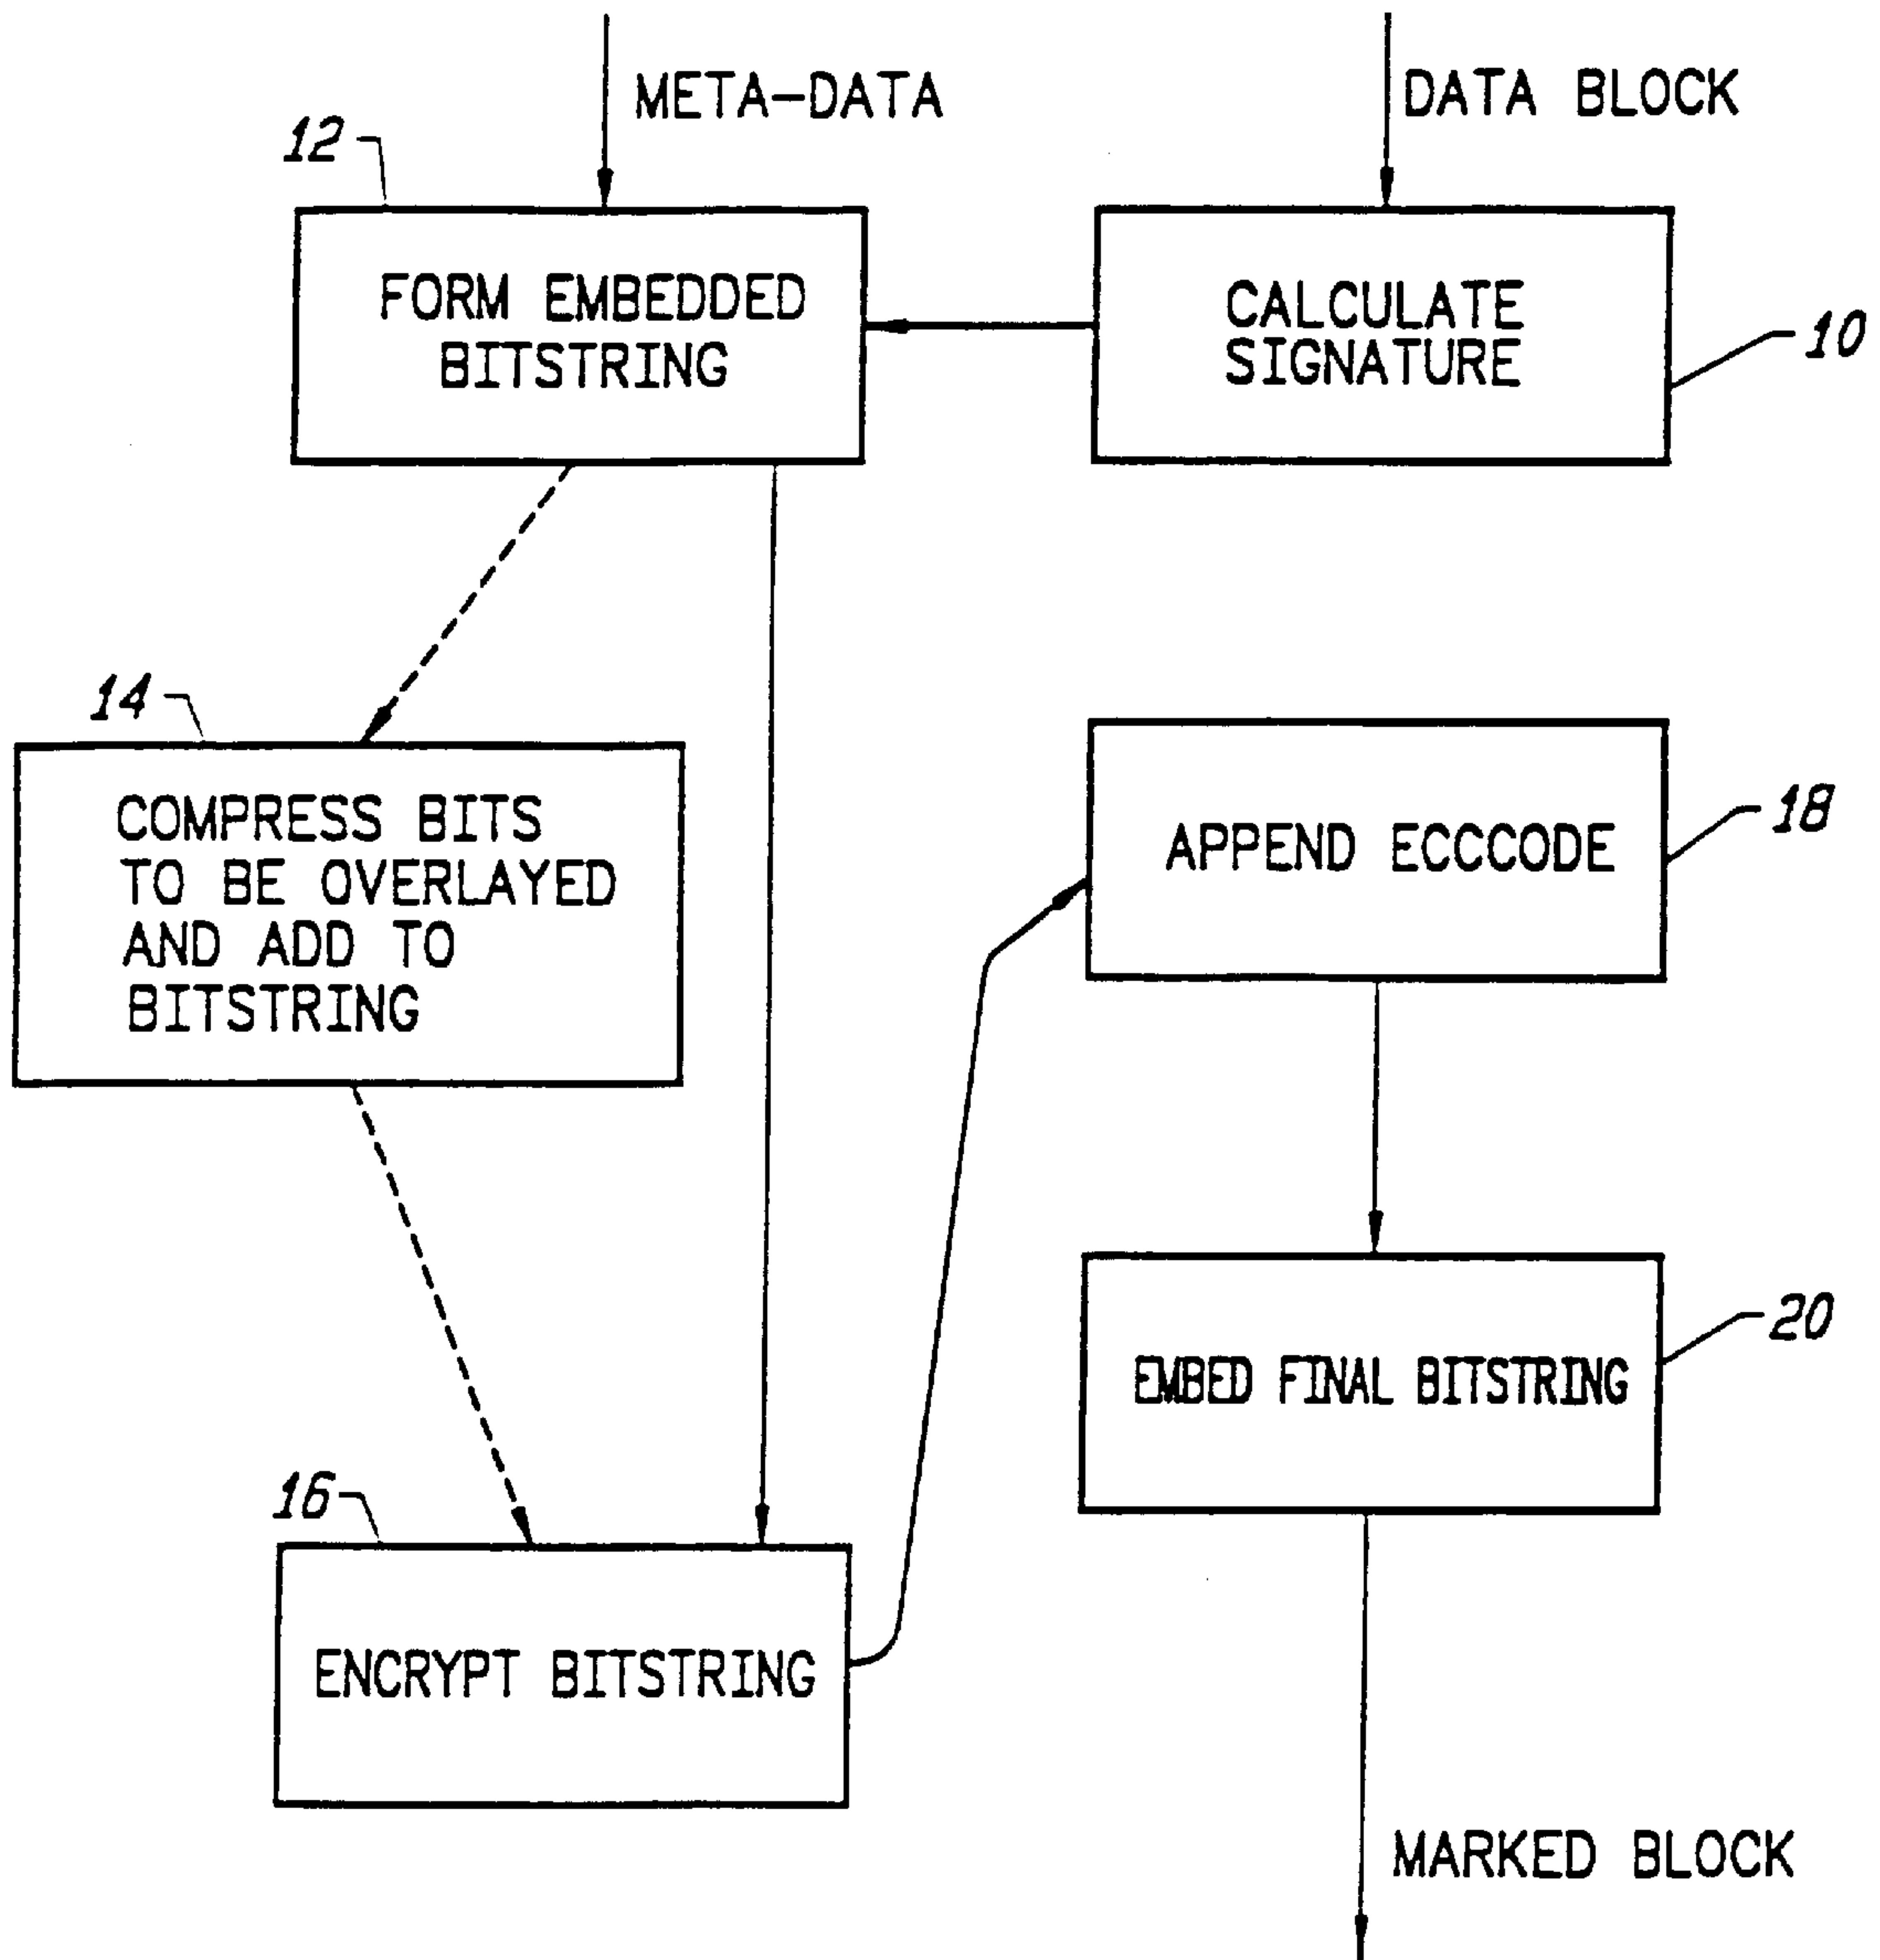 META-DATA
DATA BLOCK
12
FORM EMBEDDED
BITSTRING
CALCULATE
SIGNATURE
10
14
COMPRESS BITS
TO BE OVERLAYED
AND ADD TO
BITSTRING
APPEND ECCCODE
18
EMBED FINAL BITSTRING
20
16
ENCRYPT BITSTRING
MARKED BLOCK